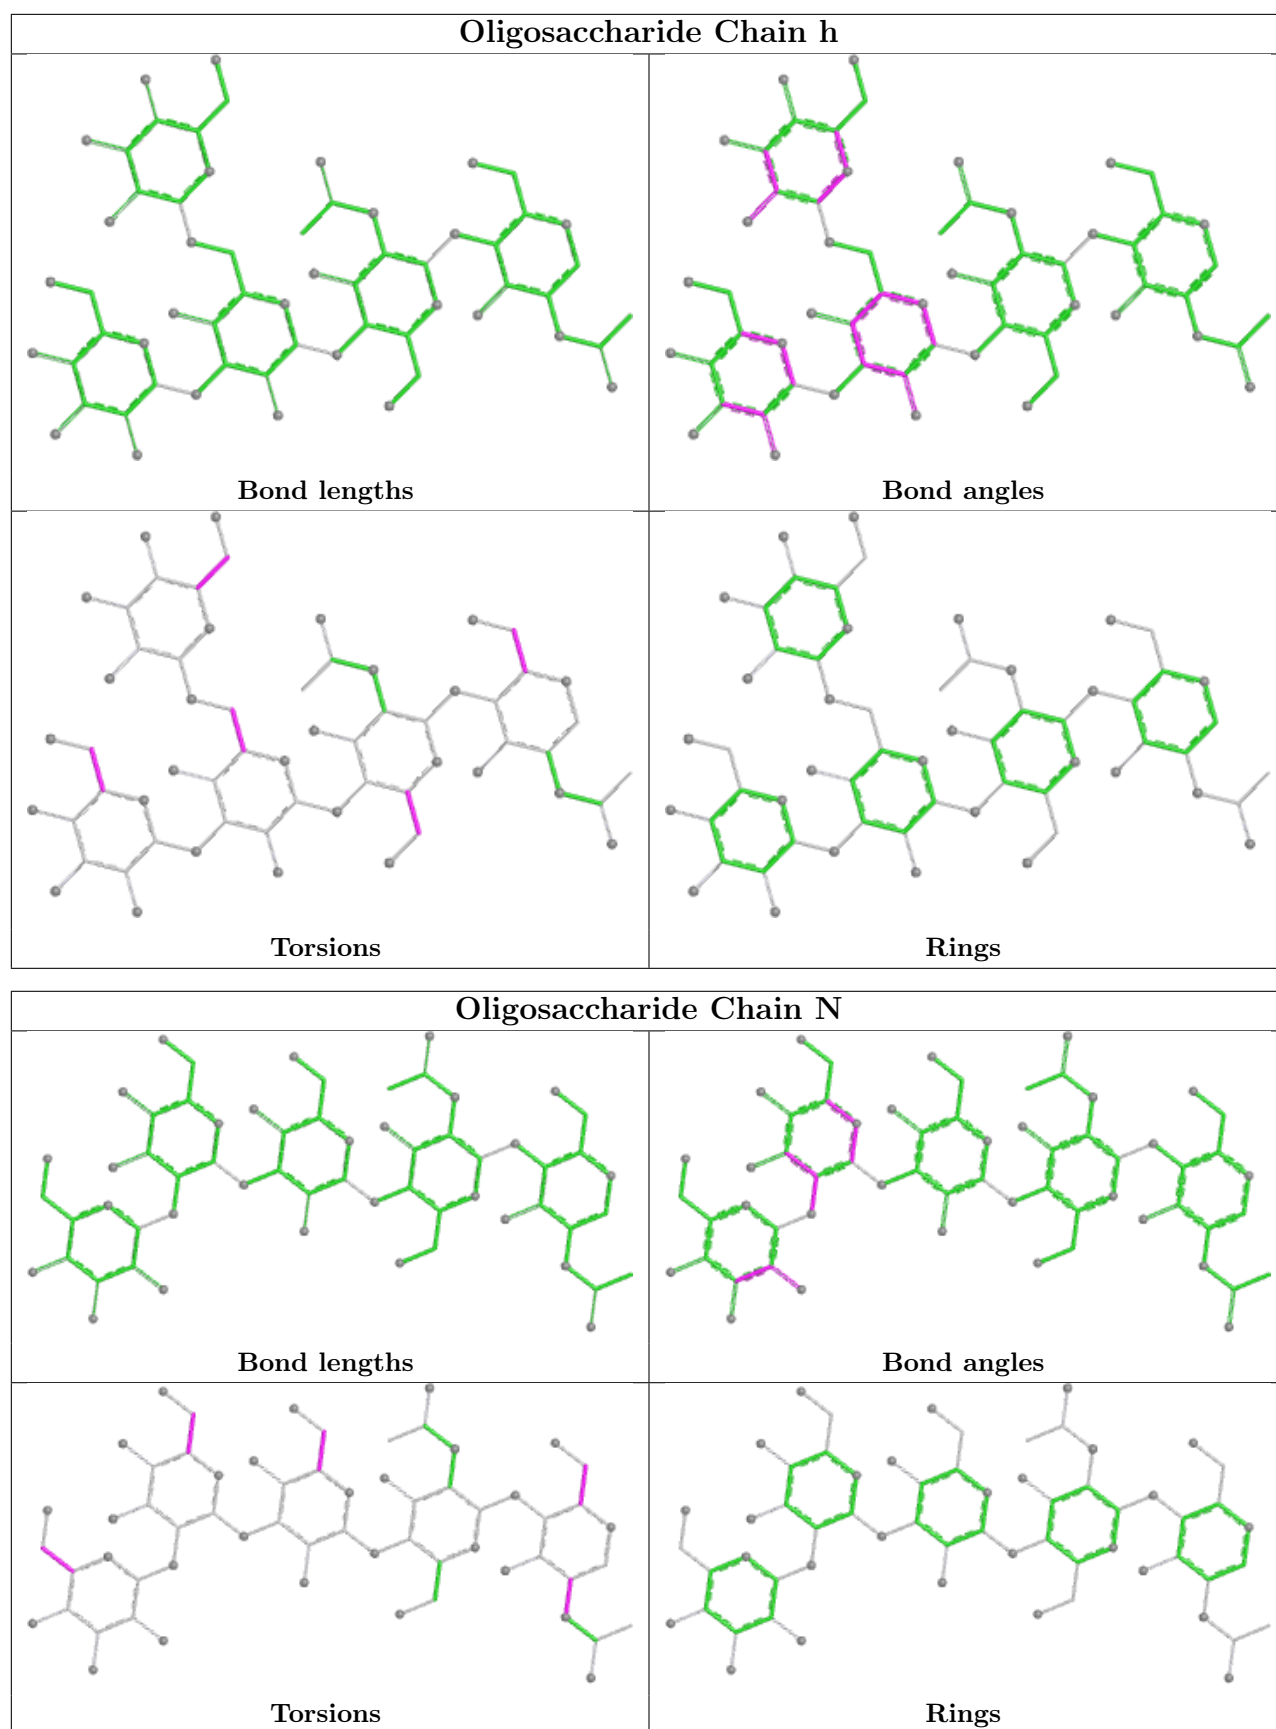 Oligosaccharide Chain h
Bond lengths
Bond angles
Torsions
Rings
Oligosaccharide Chain N
Bond lengths
Bond angles
Torsions
Rings